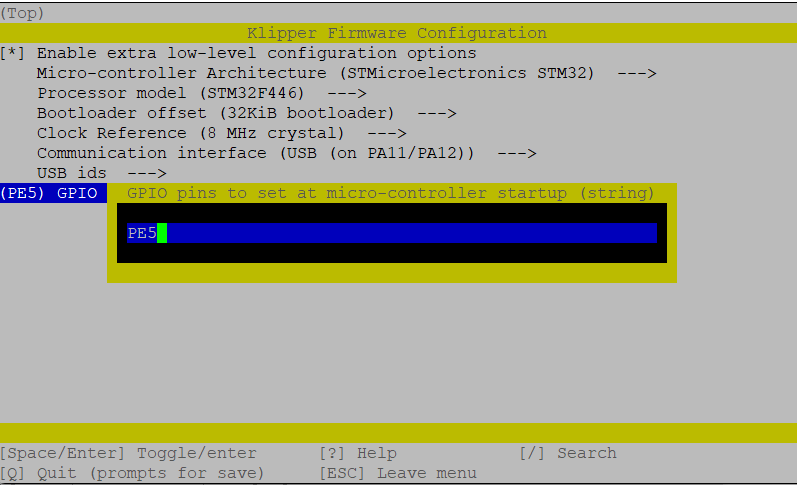 (Top)
Klipper Firmware Configuration
[*] Enable extra low-level configuration options
Micro-controller Architecture (STMicroelectronics STM32)  --->
Processor model (STM32F446)  --->
Bootloader offset (32KiB bootloader)  --->
Clock Reference (8 MHz crystal)  --->
Communication interface (USB (on PA11/PA12))  --->
USB ids  --->
(PE5) GPIO
GPIO pins to set at micro-controller startup (string)
PE5
[Space/Enter] Toggle/enter      [?] Help            [/] Search
[Q] Quit (prompts for save)     [ESC] Leave menu